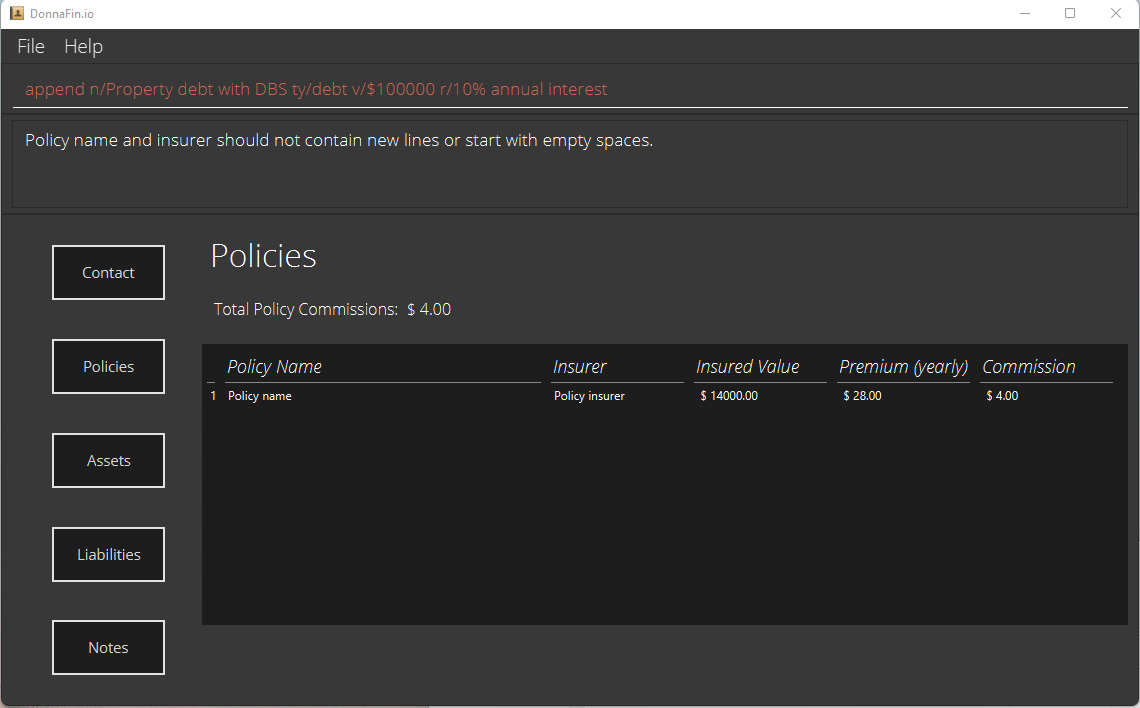 DonnaFin.io
File Help
append n/Property debt with DBS ty/debt v/$100000 r/10% annual interest
Policy name and insurer should not contain new lines or start with empty spaces.
Contact
Policies
Assets
Liabilities
Notes
Policies
Total Policy Commissions: $ 4.00
Policy Name Insurer Insured Value Premium (yearly) Commission
1 Policy name Policy insurer $ 14000.00 $ 28.00 $ 4.00